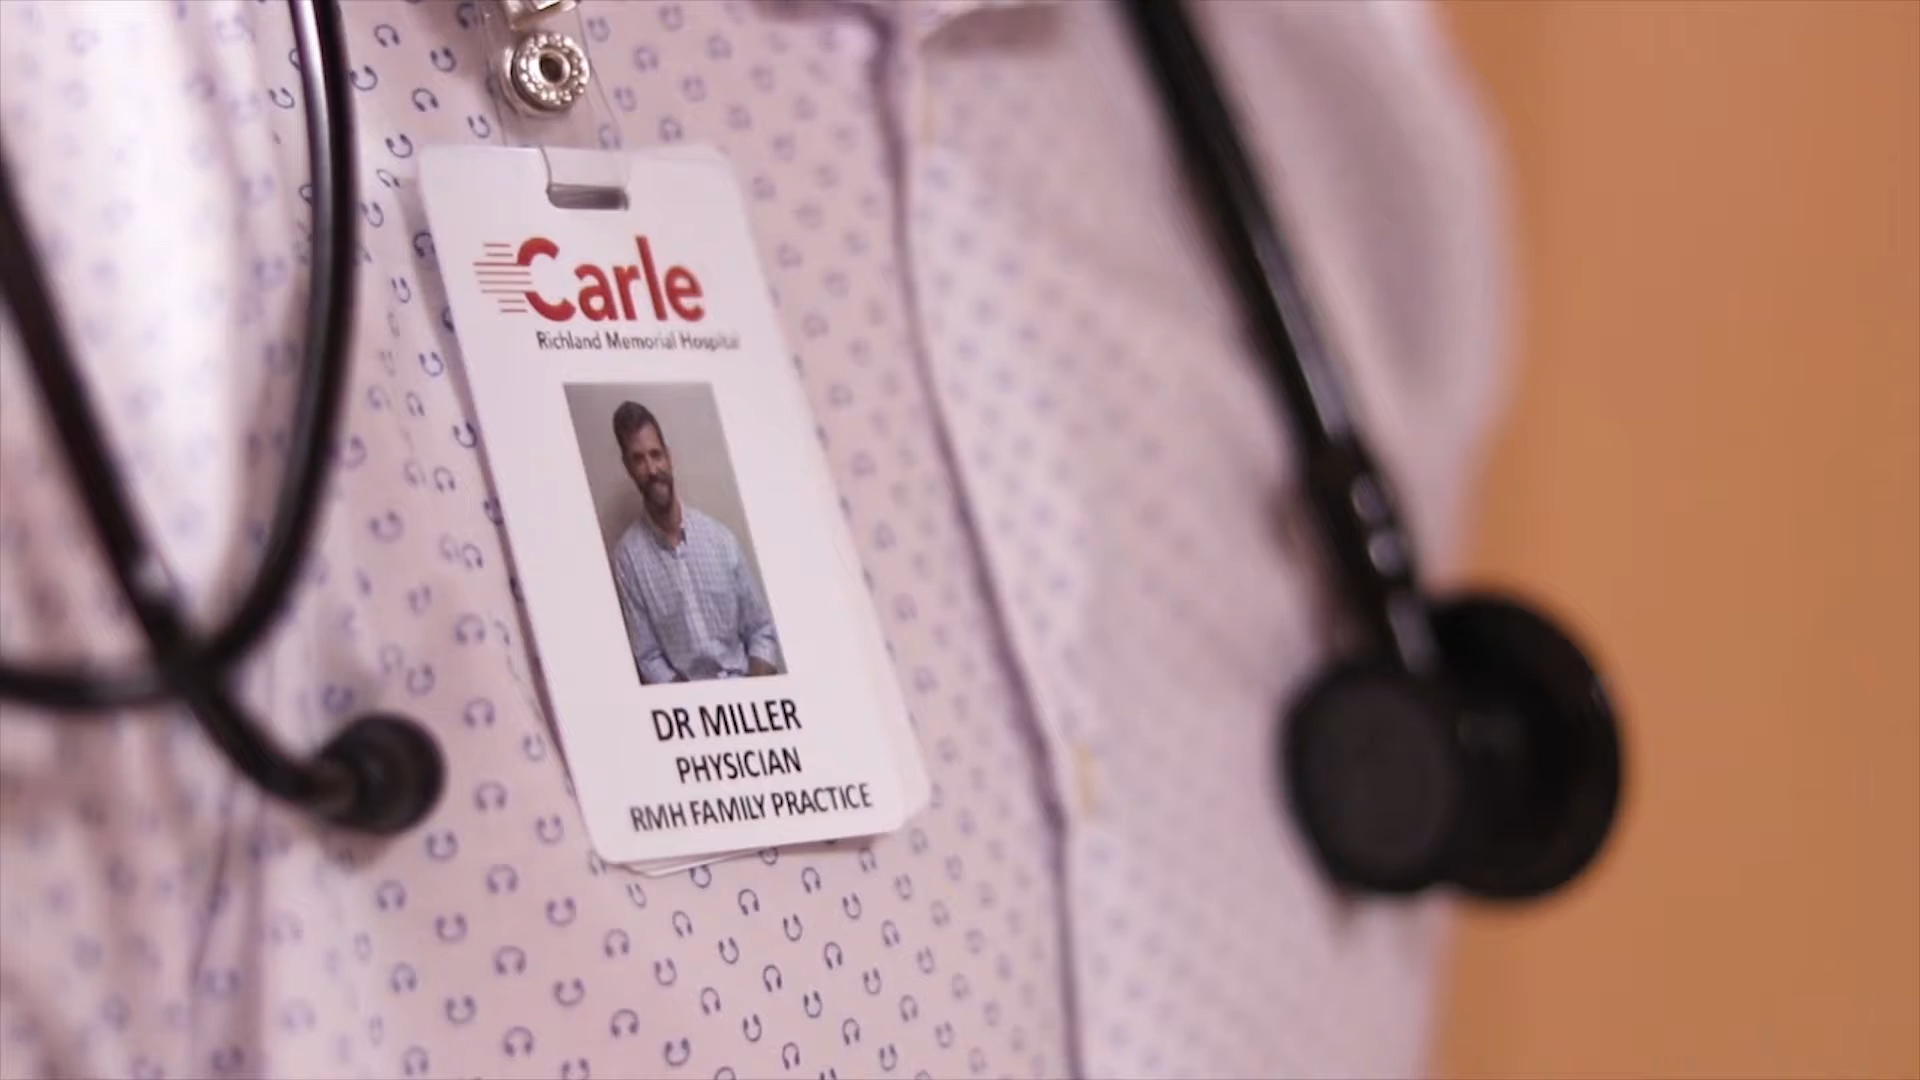 Carle
Richland Memorial Hospital
DR MILLER
PHYSICIAN
RMH FAMILY PRACTICE